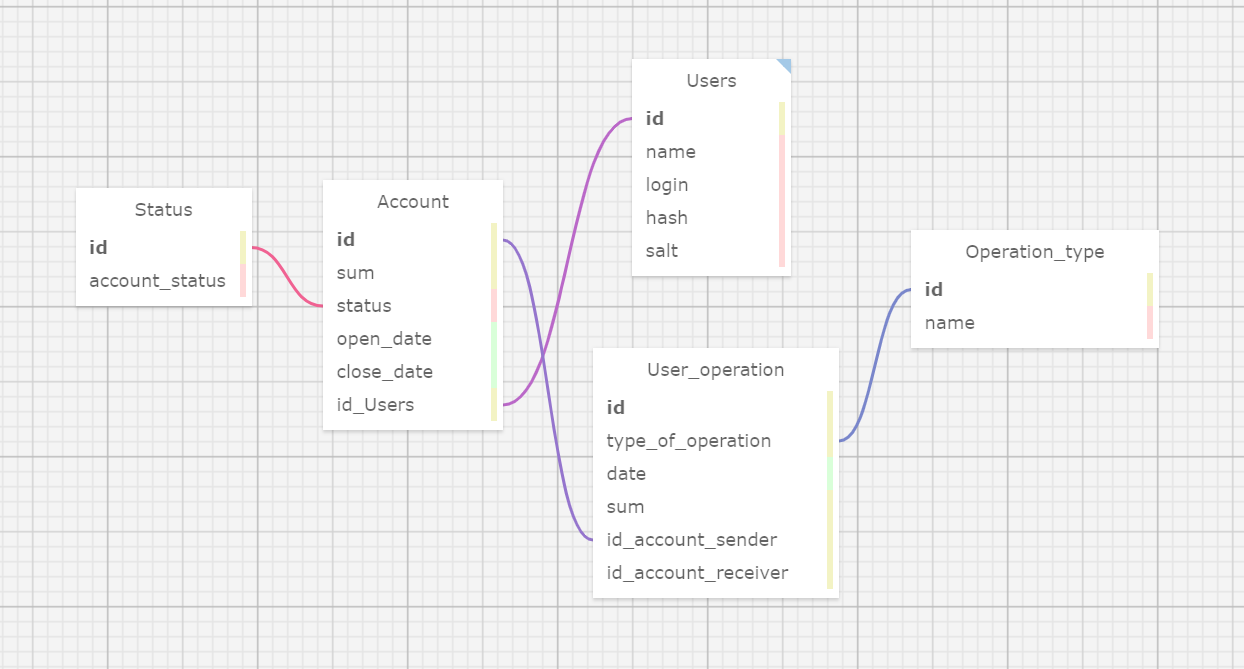 Status
id
account_status
Account
id
sum
status
open_date
close_date
id_Users
Users
id
name
login
hash
salt
User_operation
id
type_of_operation
date
sum
id_account_sender
id_account_receiver
Operation_type
id
name